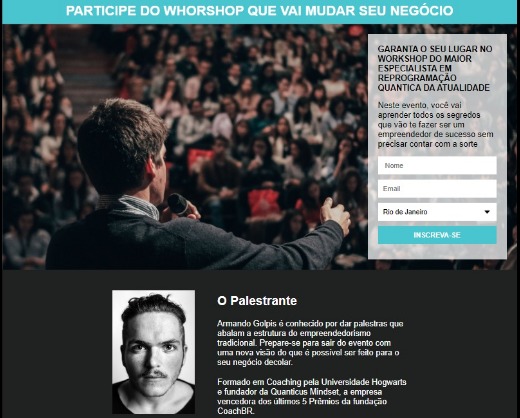 PARTICIPE DO WHORSHOP QUE VAI MUDAR SEU NEGÓCIO
GARANTA O SEU LUGAR NO
WORKSHOP DO MAIOR
ESPECIALISTA EM
REPROGRAMAÇÃO
QUANTICA DA ATUALIDADE
Neste evento, você vai
aprender todos os segredos
que vão te fazer ser um
empreendedor de sucesso sem
precisar contar com a sorte
Nome
Email
Rio de Janeiro
INSCREVA-SE
O Palestrante
Armando Golpis é conhecido por dar palestras que
abalam a estrutura do empreendedorismo
tradicional. Prepare-se para sair do evento com
uma nova visão do que é possível ser feito para o
seu negócio decolar.
Formado em Coaching pela Universidade Hogwarts
e fundador da Quanticus Mindset, a empresa
vencedora dos últimos 5 Prêmios da fundação
CoachBR.